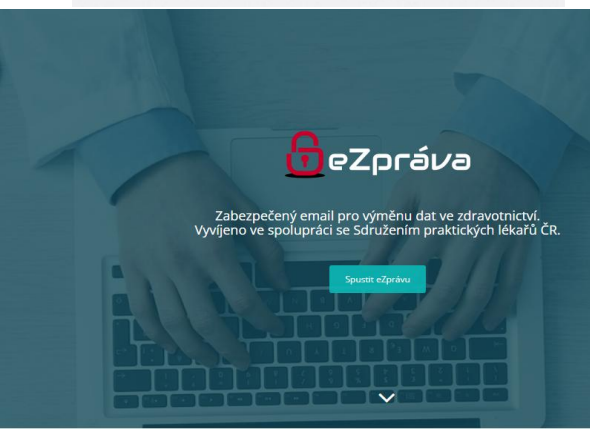 eZpráva
Zabezpečený email pro výměnu dat ve zdravotnictví.
Vyvíjeno ve spolupráci se Sdružením praktických lékařů ČR.
Spustit eZprávu